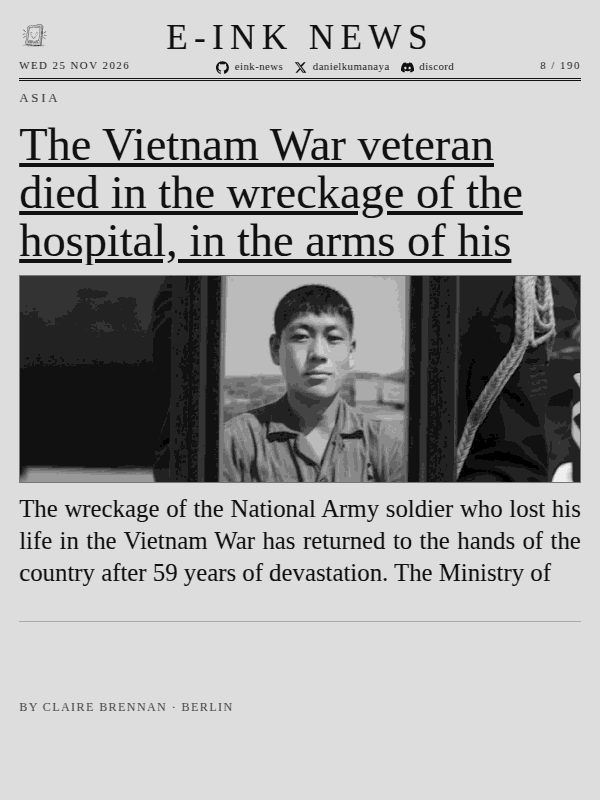 E-INK NEWS
WED 25 NOV 2026
eink-news danielkumanaya discord
8 / 190
ASIA
The Vietnam War veteran
died in the wreckage of the
hospital, in the arms of his
The wreckage of the National Army soldier who lost his
life in the Vietnam War has returned to the hands of the
country after 59 years of devastation. The Ministry of
BY CLAIRE BRENNAN · BERLIN